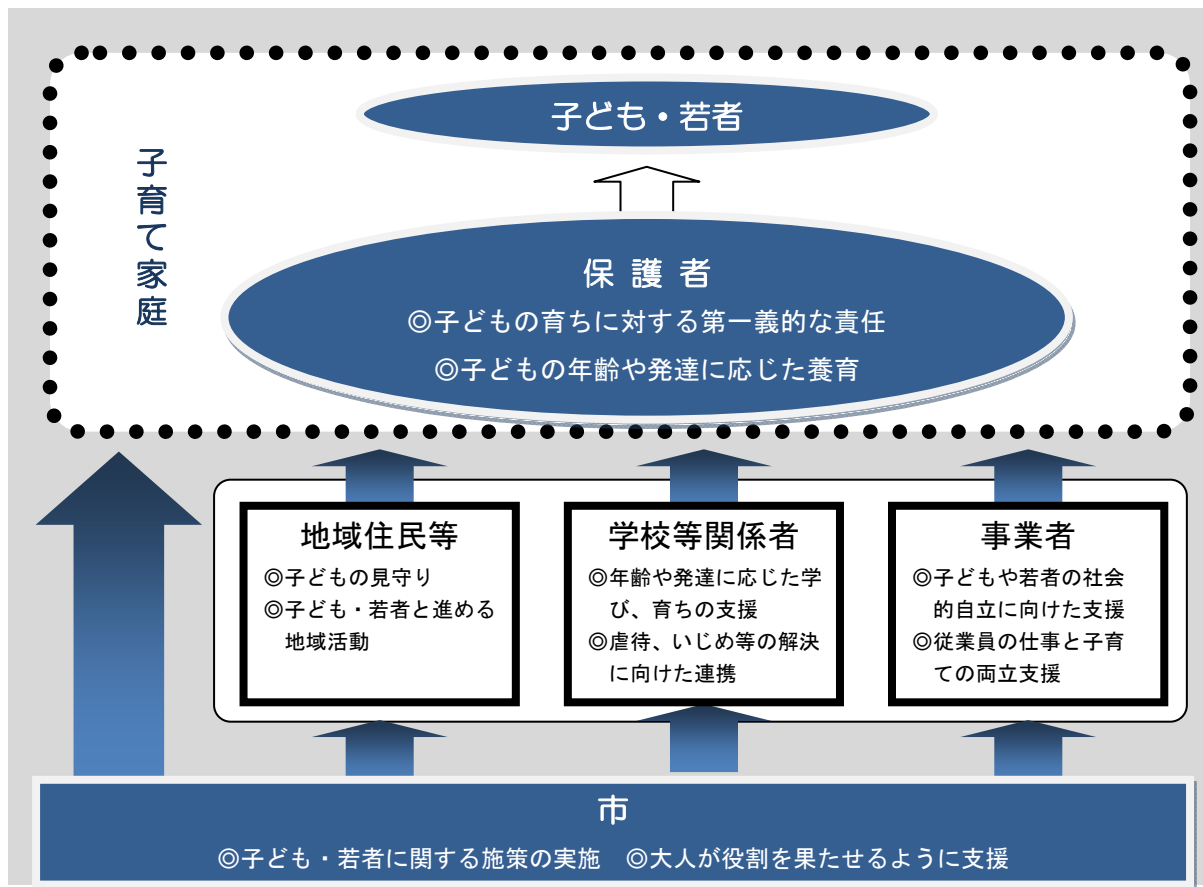 子ども・若者
子育て家庭
保護者
◎子どもの育ちに対する第一義的な責任
◎子どもの年齢や発達に応じた養育
地域住民等
◎子どもの見守り
◎子ども・若者と進める
地域活動
学校等関係者
◎年齢や発達に応じた学
び、育ちの支援
◎虐待、いじめ等の解決
に向けた連携
事業者
◎子どもや若者の社会
的自立に向けた支援
◎従業員の仕事と子育
ての両立支援
市
◎子ども・若者に関する施策の実施　◎大人が役割を果たせるように支援